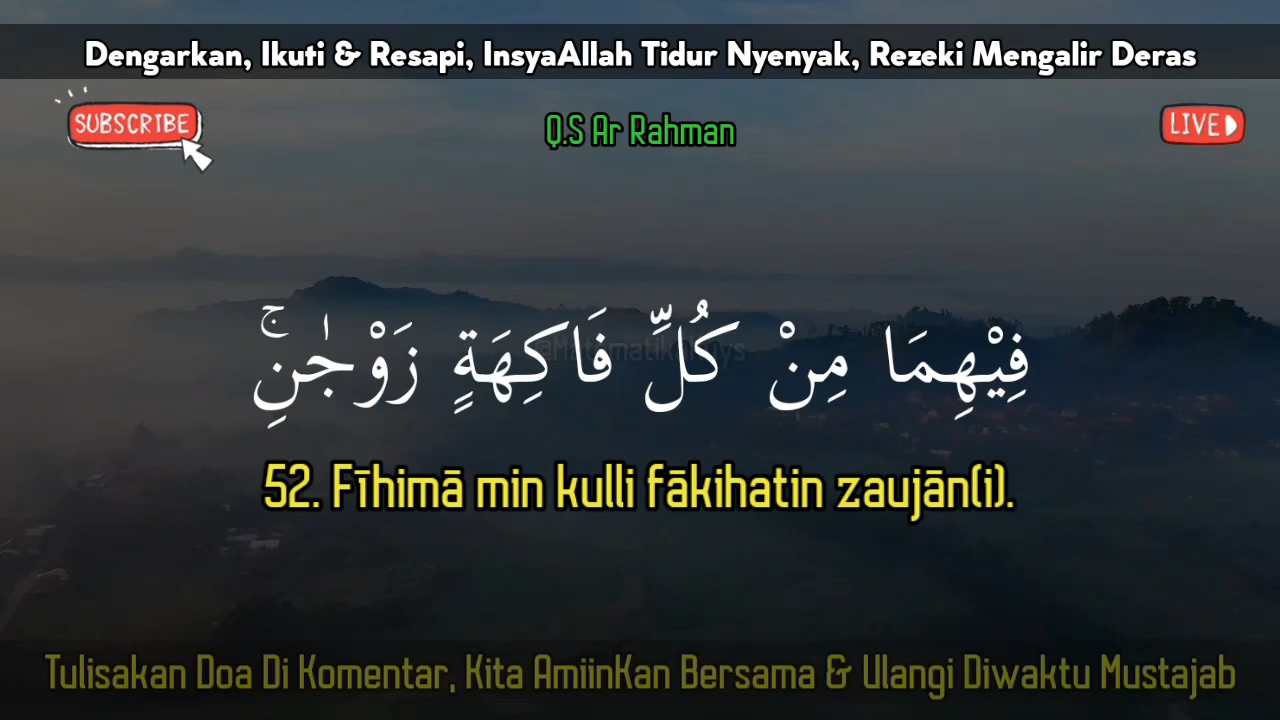 Dengarkan, Ikuti & Resapi, InsyaAllah Tidur Nyenyak, Rezeki Mengalir Deras
SUBSCRIBE
Q.S Ar Rahman
LIVE
فِيْهِمَا مِنْ كُلِّ فَاكِهَةٍ زَوْجٰنِۚ
52. Fīhimā min kulli fākihatin zaujān(i).
Tulisakan Doa Di Komentar, Kita AmiinKan Bersama & Ulangi Diwaktu Mustajab